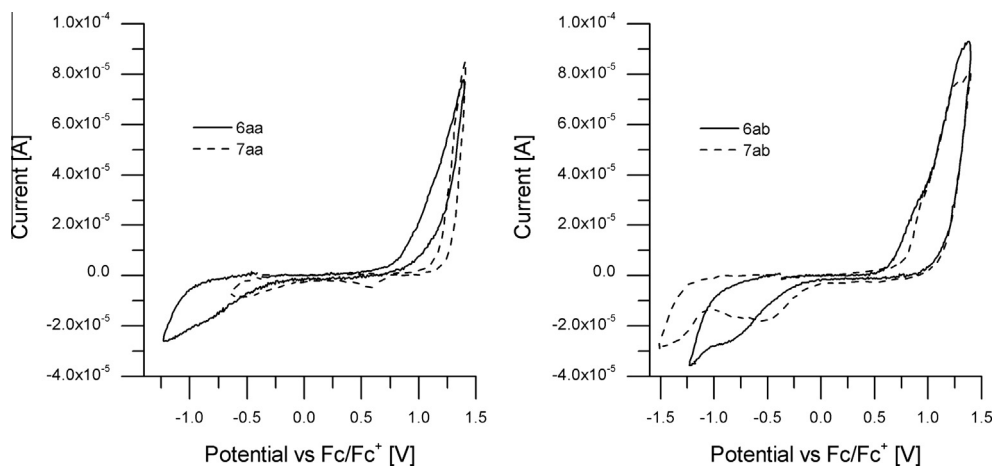 1.0x10⁻⁴
8.0x10⁻⁵
6.0x10⁻⁵
4.0x10⁻⁵
2.0x10⁻⁵
0.0
-2.0x10⁻⁵
-4.0x10⁻⁵
Current [A]
6aa
7aa
-1.0 -0.5 0.0 0.5 1.0 1.5
Potential vs Fc/Fc⁺ [V]
1.0x10⁻⁴
8.0x10⁻⁵
6.0x10⁻⁵
4.0x10⁻⁵
2.0x10⁻⁵
0.0
-2.0x10⁻⁵
-4.0x10⁻⁵
Current [A]
6ab
7ab
-1.5 -1.0 -0.5 0.0 0.5 1.0 1.5
Potential vs Fc/Fc⁺ [V]